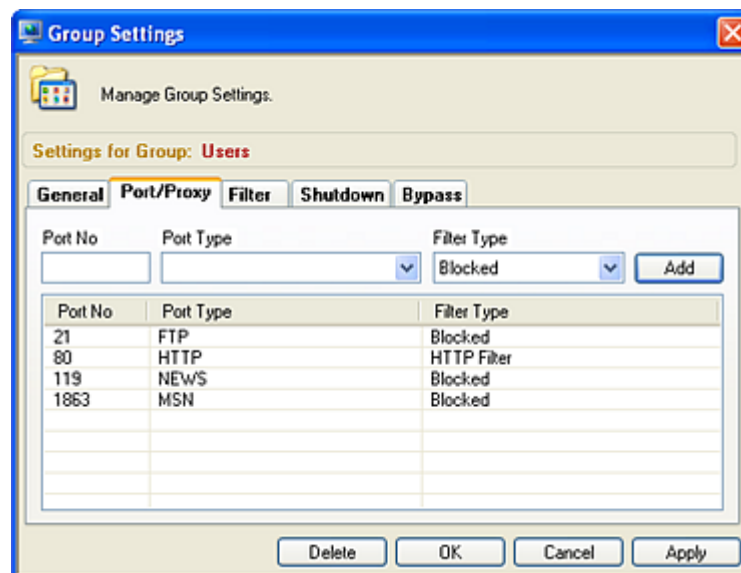 Group Settings
Manage Group Settings.
Settings for Group: Users
General Port/Proxy Filter Shutdown Bypass
Port No Port Type Filter Type
Blocked Add
Port No Port Type Filter Type
21 FTP Blocked
80 HTTP HTTP Filter
119 NEWS Blocked
1863 MSN Blocked
Delete OK Cancel Apply